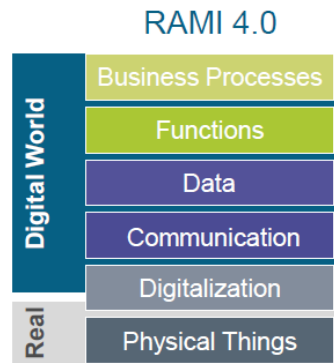 RAMI 4.0
Digital World
Business Processes
Functions
Data
Communication
Digitalization
Real
Physical Things